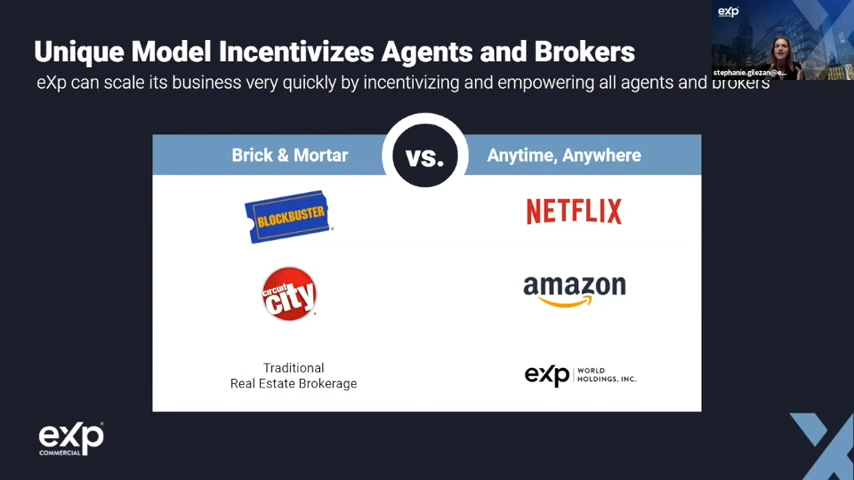 Unique Model Incentivizes Agents and Brokers
eXp can scale its business very quickly by incentivizing and empowering all agents and brokers
eXp
stephanie.gilezan@e...
Brick & Mortar
vs.
Anytime, Anywhere
BLOCKBUSTER
NETFLIX
circuit
city
amazon
Traditional
Real Estate Brokerage
eXp WORLD
HOLDINGS, INC.
eXp
COMMERCIAL